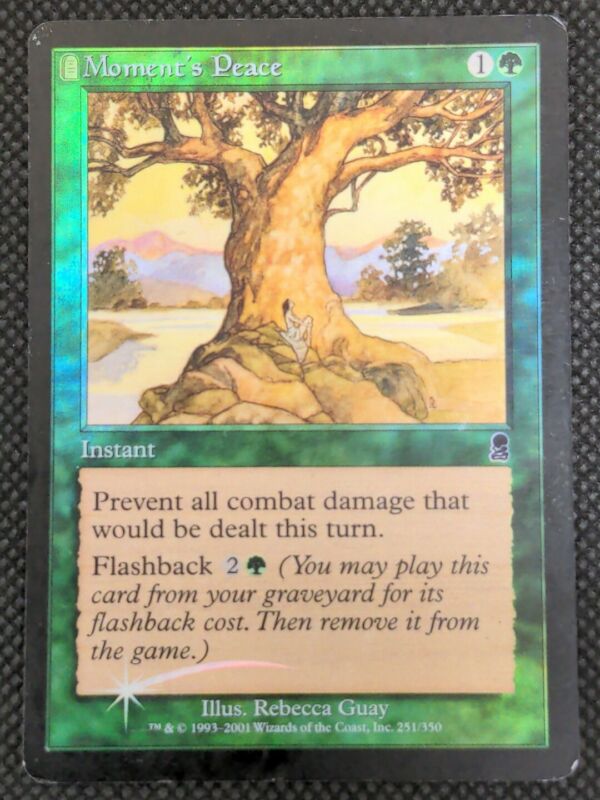 Moment's Peace 1
Instant
Prevent all combat damage that
would be dealt this turn.
Flashback 2 (You may play this
card from your graveyard for its
flashback cost. Then remove it from
the game.)
Illus. Rebecca Guay
™ & © 1993–2001 Wizards of the Coast, Inc. 251/350